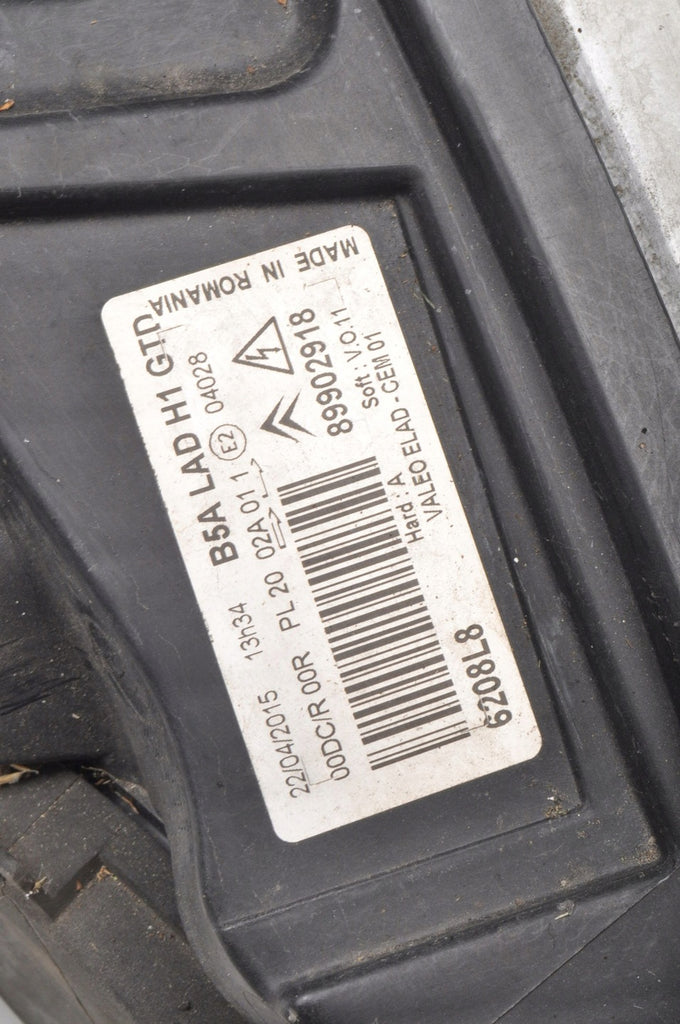 22/04/2015 13h34 B5A LAD H1 GTD
00DC/R 00R PL 20 02A 01 1 E2 04028
89902918
Hard : A Soft : V.O.11
VALEO ELAD - CEM 01
6208L8
MADE IN ROMANIA